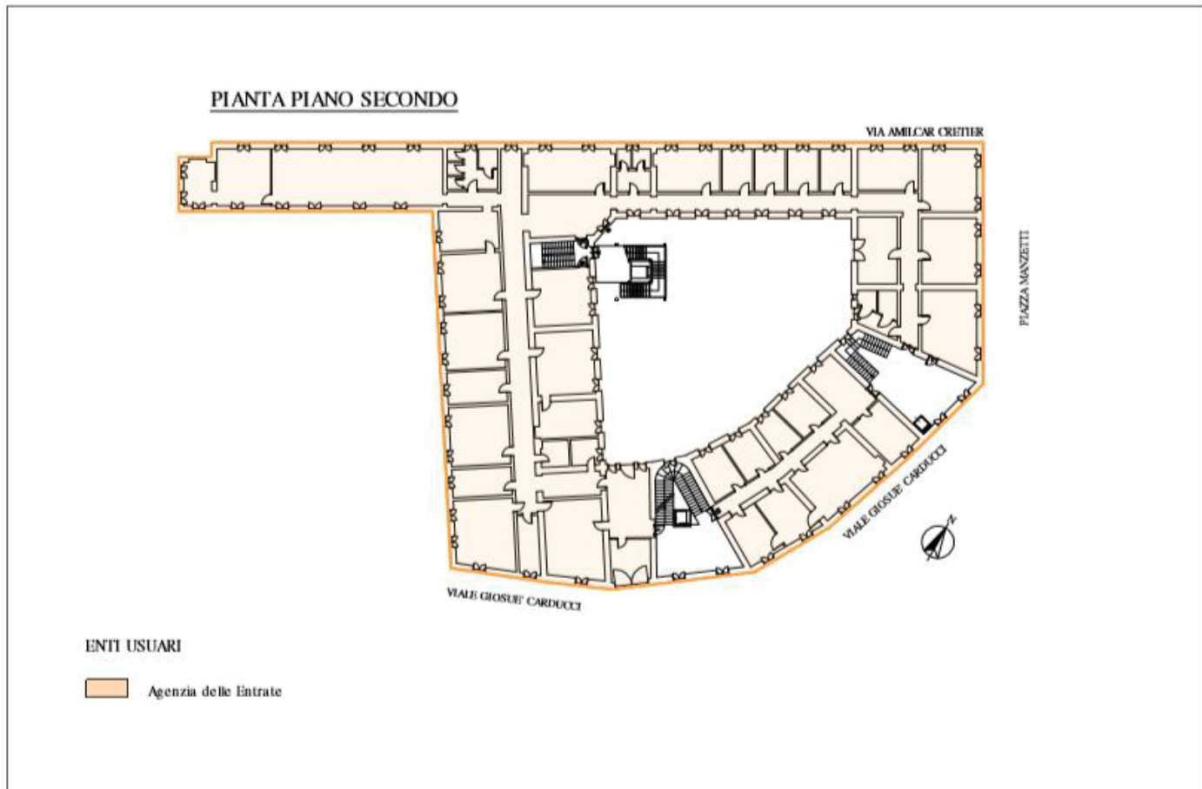 PIANTA PIANO SECONDO
VIA AMILCAR CRETIER
PIAZZA MANZETTI
VIALE GIOSUE' CARDUCCI
N
VIALE GIOSUE' CARDUCCI
ENTI USUARI
Agenzia delle Entrate